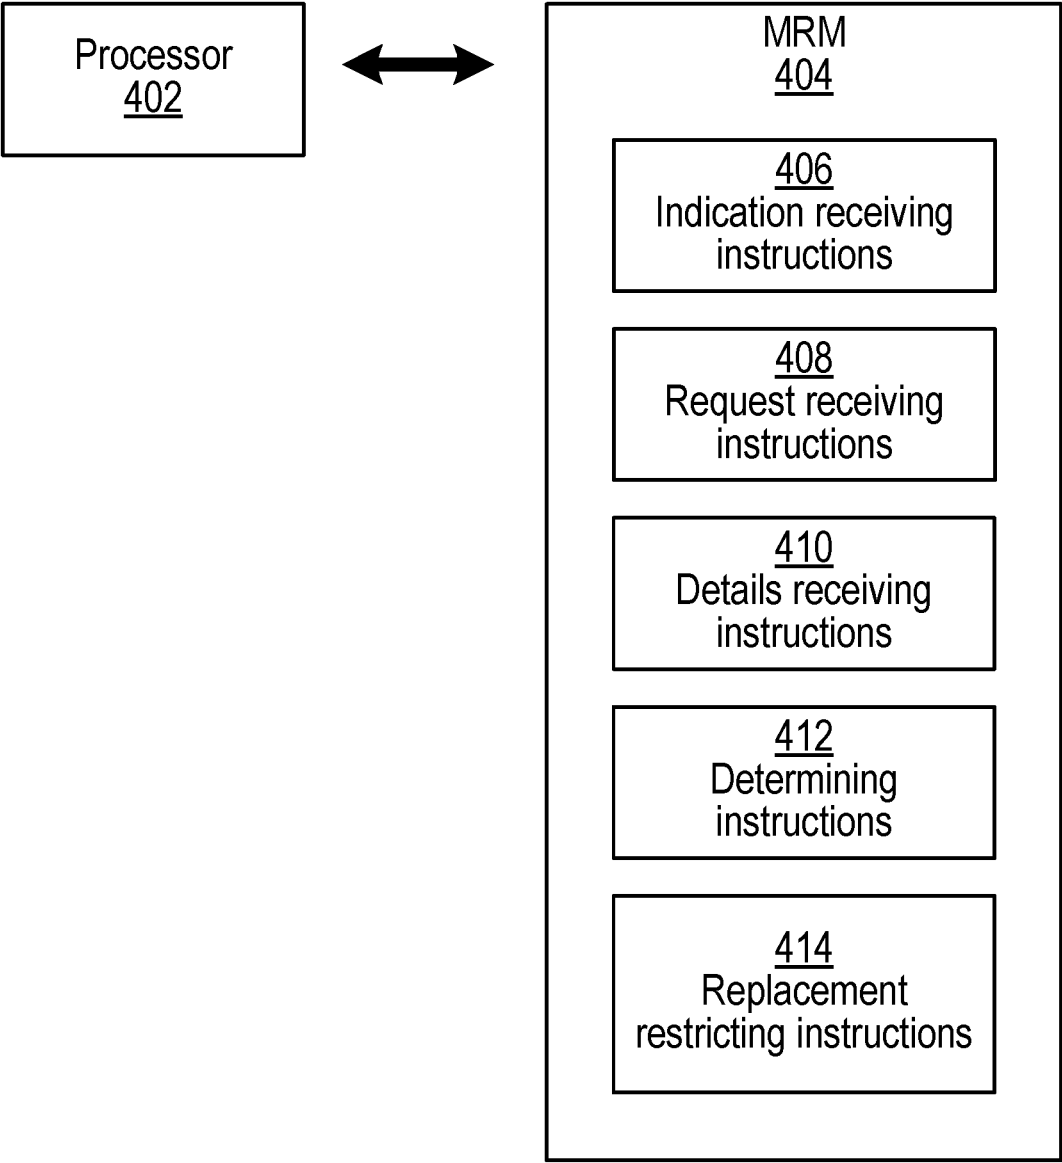 Processor
402
MRM
404
406
Indication receiving
instructions
408
Request receiving
instructions
410
Details receiving
instructions
412
Determining
instructions
414
Replacement
restricting instructions